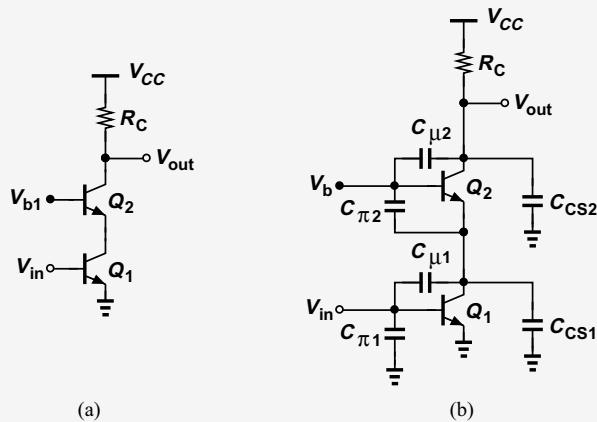 V_CC
R_C
V_out
V_b1
Q_2
V_in
Q_1
(a)
V_CC
R_C
V_out
C_μ2
V_b
Q_2
C_π2
C_CS2
C_μ1
V_in
Q_1
C_π1
C_CS1
(b)